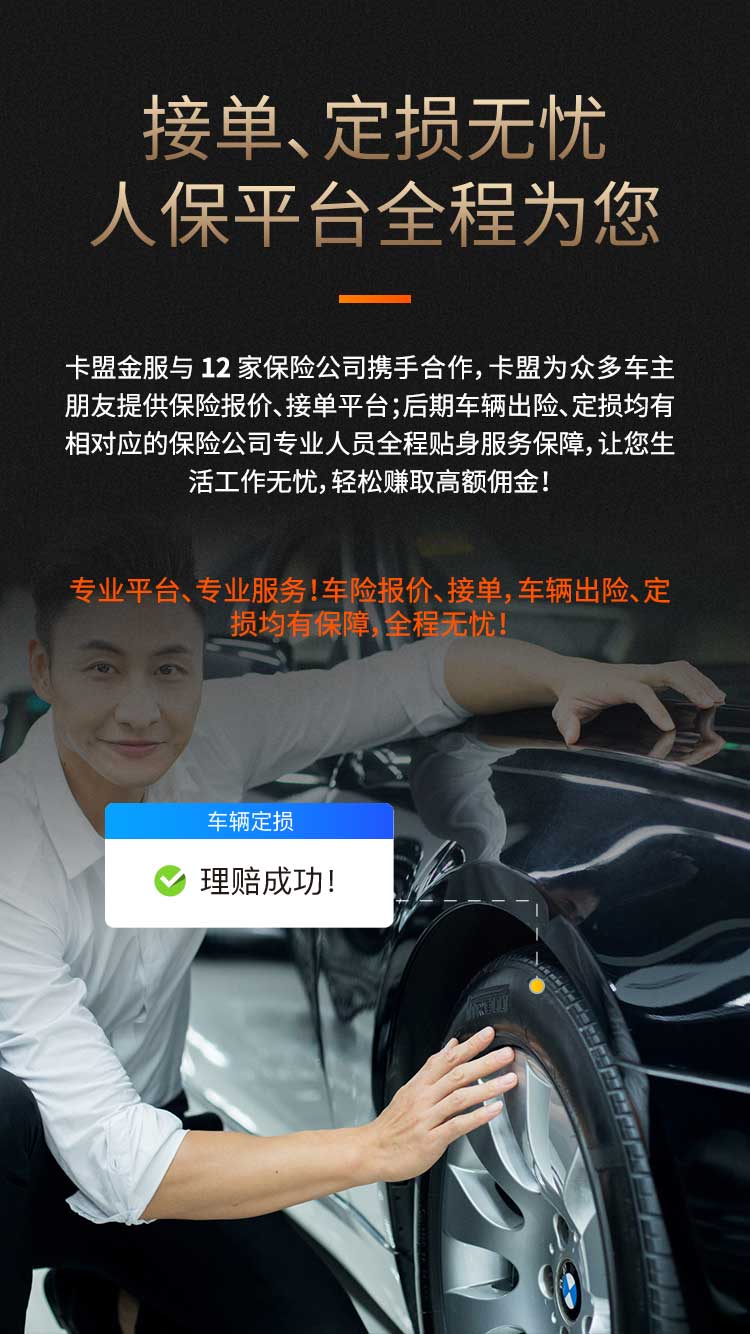 接单、定损无忧
人保平台全程为您
卡盟金服与 12 家保险公司携手合作，卡盟为众多车主
朋友提供保险报价、接单平台；后期车辆出险、定损均有
相对应的保险公司专业人员全程贴身服务保障，让您生
活工作无忧，轻松赚取高额佣金！
专业平台、专业服务！车险报价、接单，车辆出险、定
损均有保障，全程无忧！
车辆定损
理赔成功！